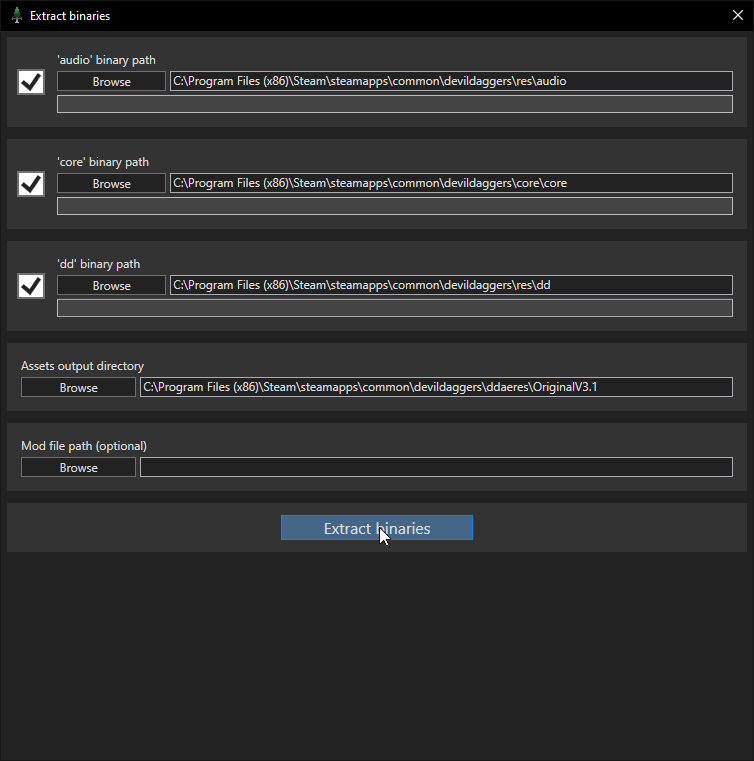 Extract binaries
'audio' binary path
Browse
C:\Program Files (x86)\Steam\steamapps\common\devildaggers\res\audio
'core' binary path
Browse
C:\Program Files (x86)\Steam\steamapps\common\devildaggers\core\core
'dd' binary path
Browse
C:\Program Files (x86)\Steam\steamapps\common\devildaggers\res\dd
Assets output directory
Browse
C:\Program Files (x86)\Steam\steamapps\common\devildaggers\ddaeres\OriginalV3.1
Mod file path (optional)
Browse
Extract binaries